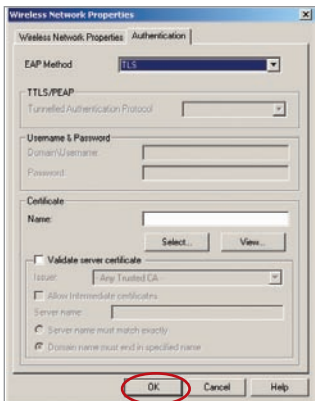 Wireless Network Properties
Wireless Network Properties Authentication
EAP Method TLS
TTLS/PEAP
Tunnelled Authentication Protocol
Username & Password
Domain\Username:
Password:
Certificate
Name:
Select... View...
Validate server certificate
Issuer: - Any Trusted CA -
Allow Intermediate certificates
Server name:
Server name must match exactly
Domain name must end in specified name
OK Cancel Help